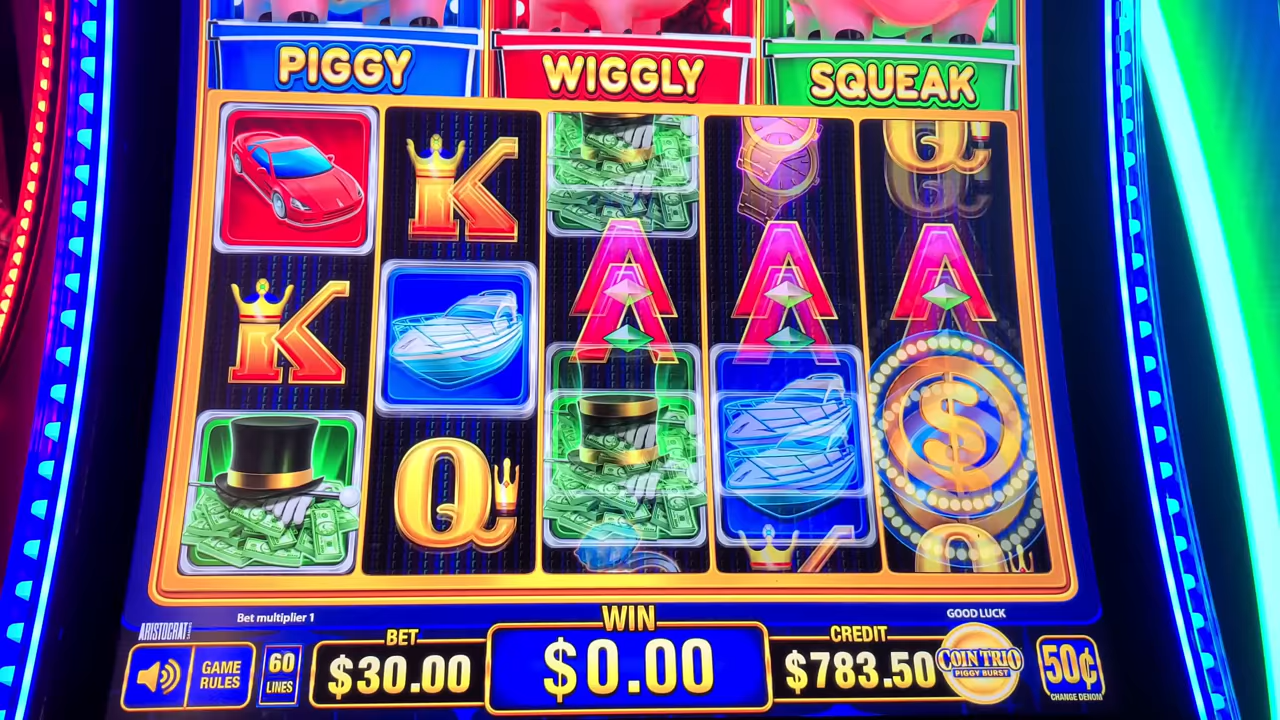 PIGGY
WIGGLY
SQUEAK
K
Q
K
A
A
A
$
Q
Bet multiplier 1
WIN
GOOD LUCK
ARISTOCRAT
BET
CREDIT
GAME
RULES
60
LINES
$30.00
$0.00
$783.50
COIN TRIO
PIGGY BURST
50¢
CHANGE DENOM